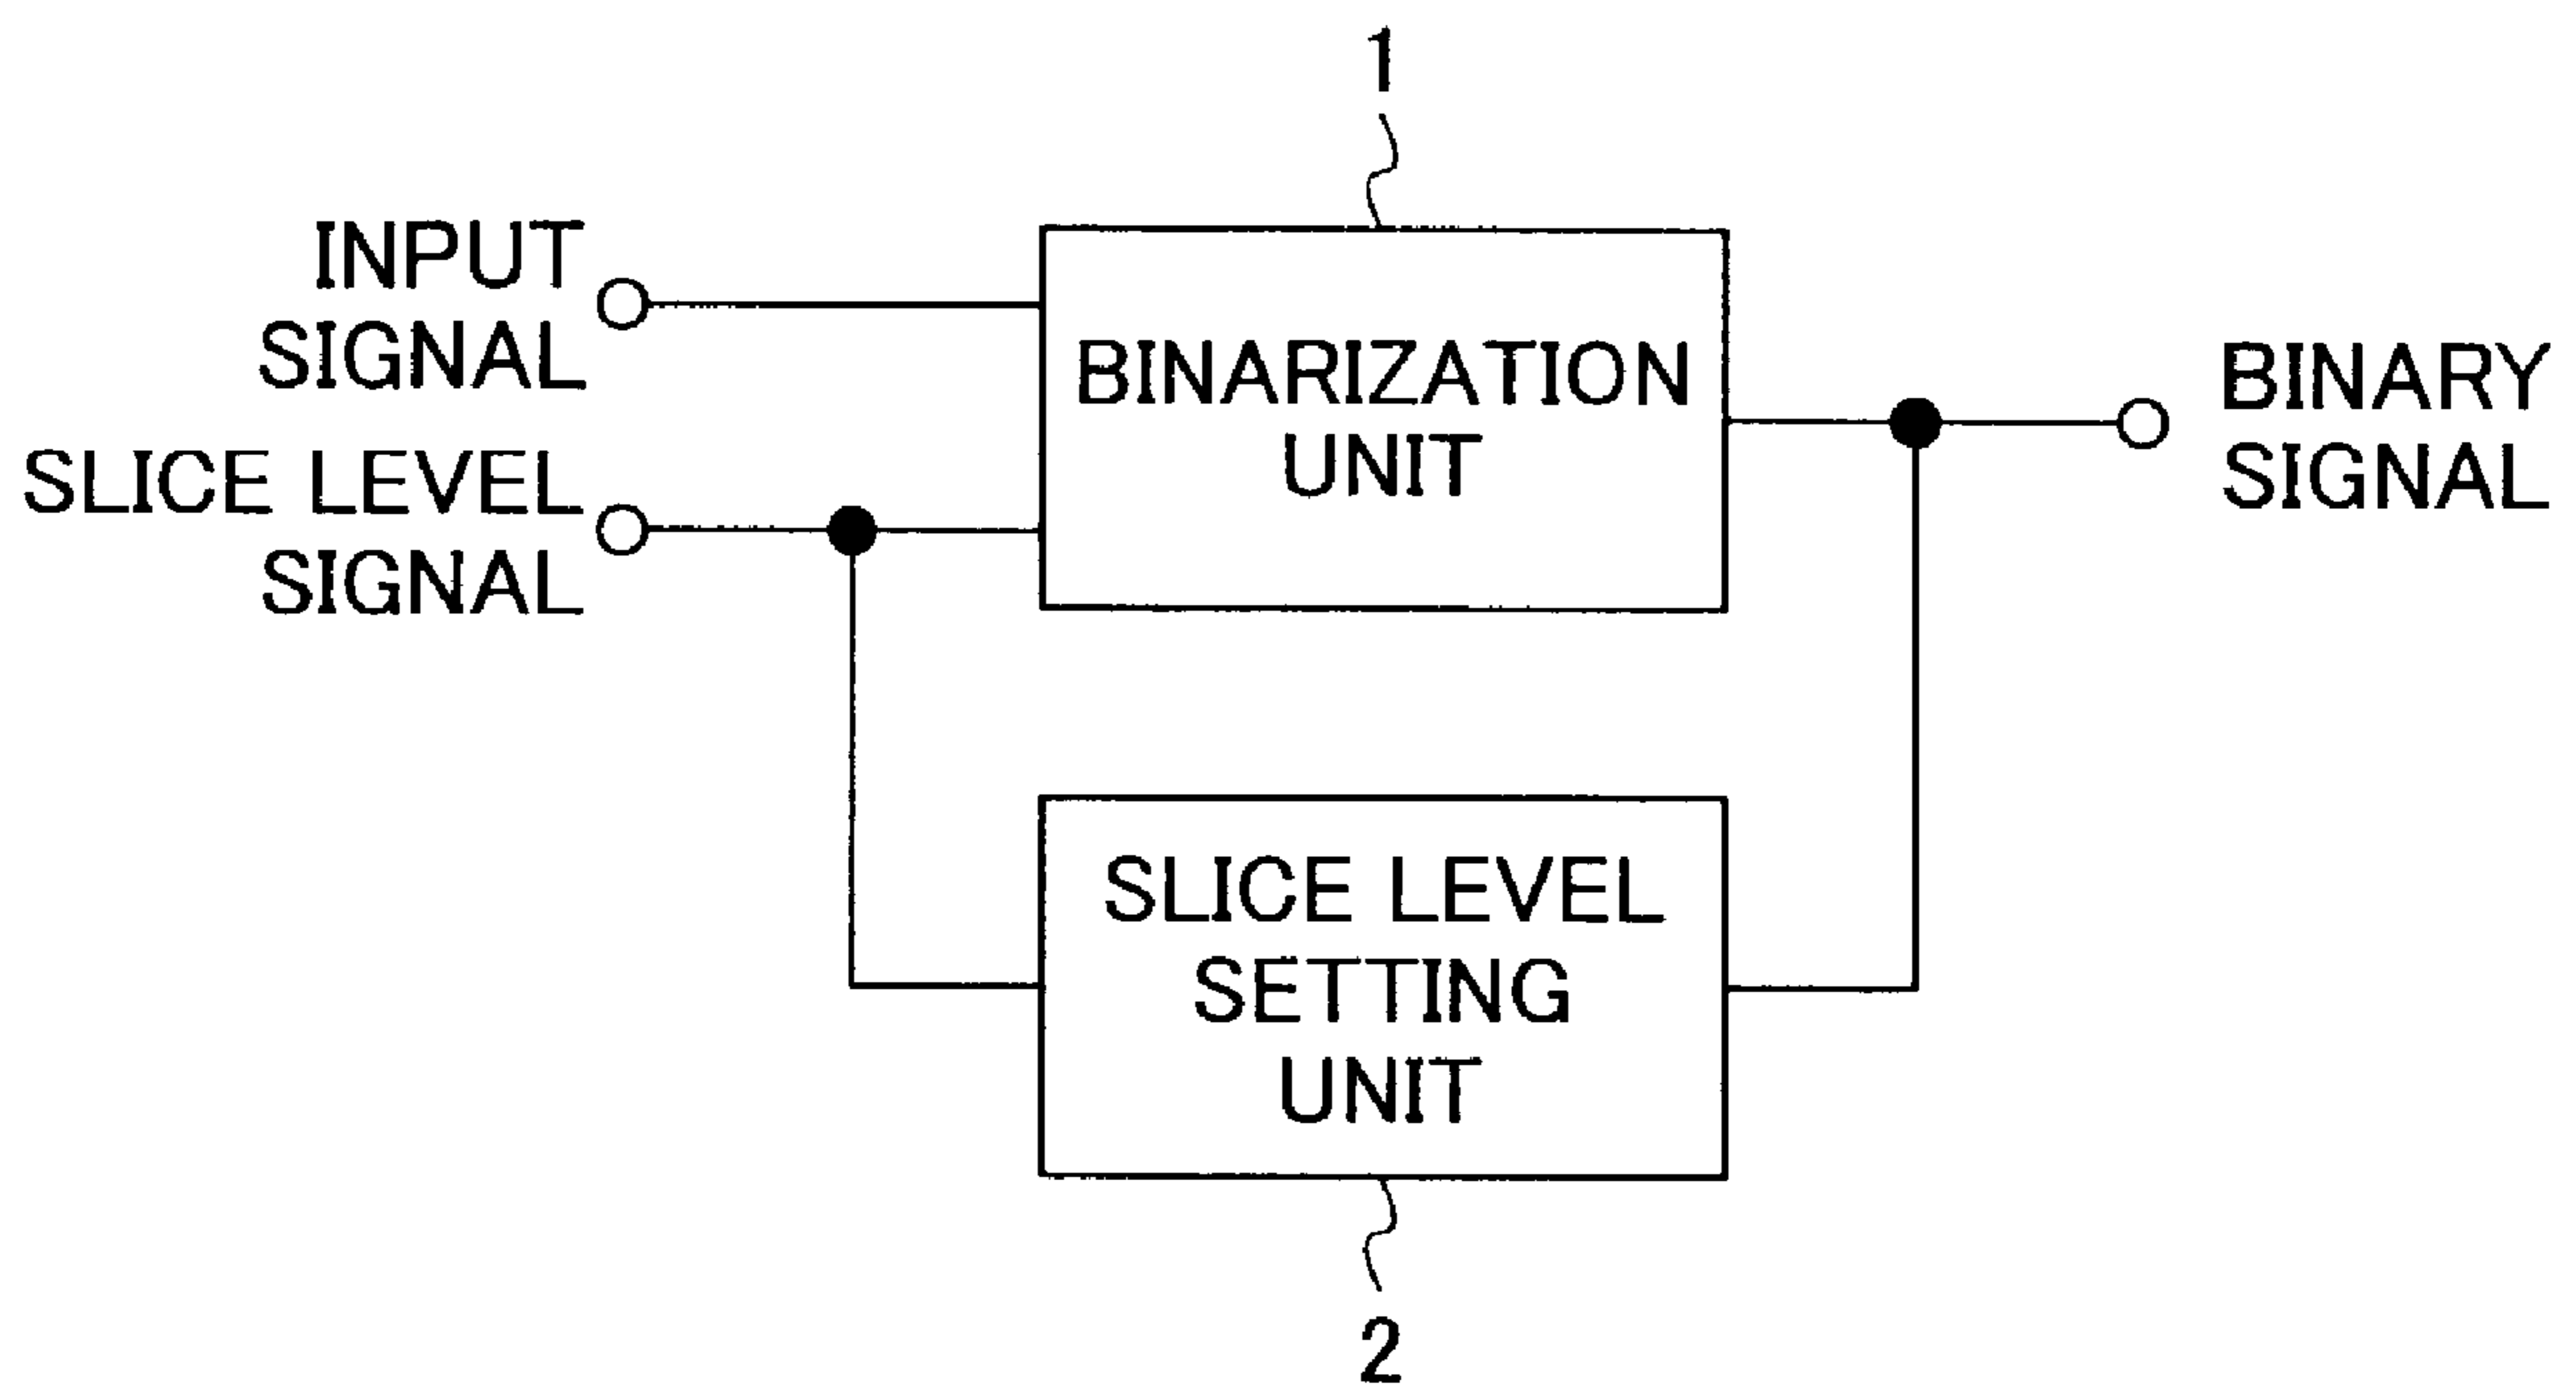 1
INPUT
SIGNAL
SLICE LEVEL
SIGNAL
BINARIZATION
UNIT
BINARY
SIGNAL
SLICE LEVEL
SETTING
UNIT
2